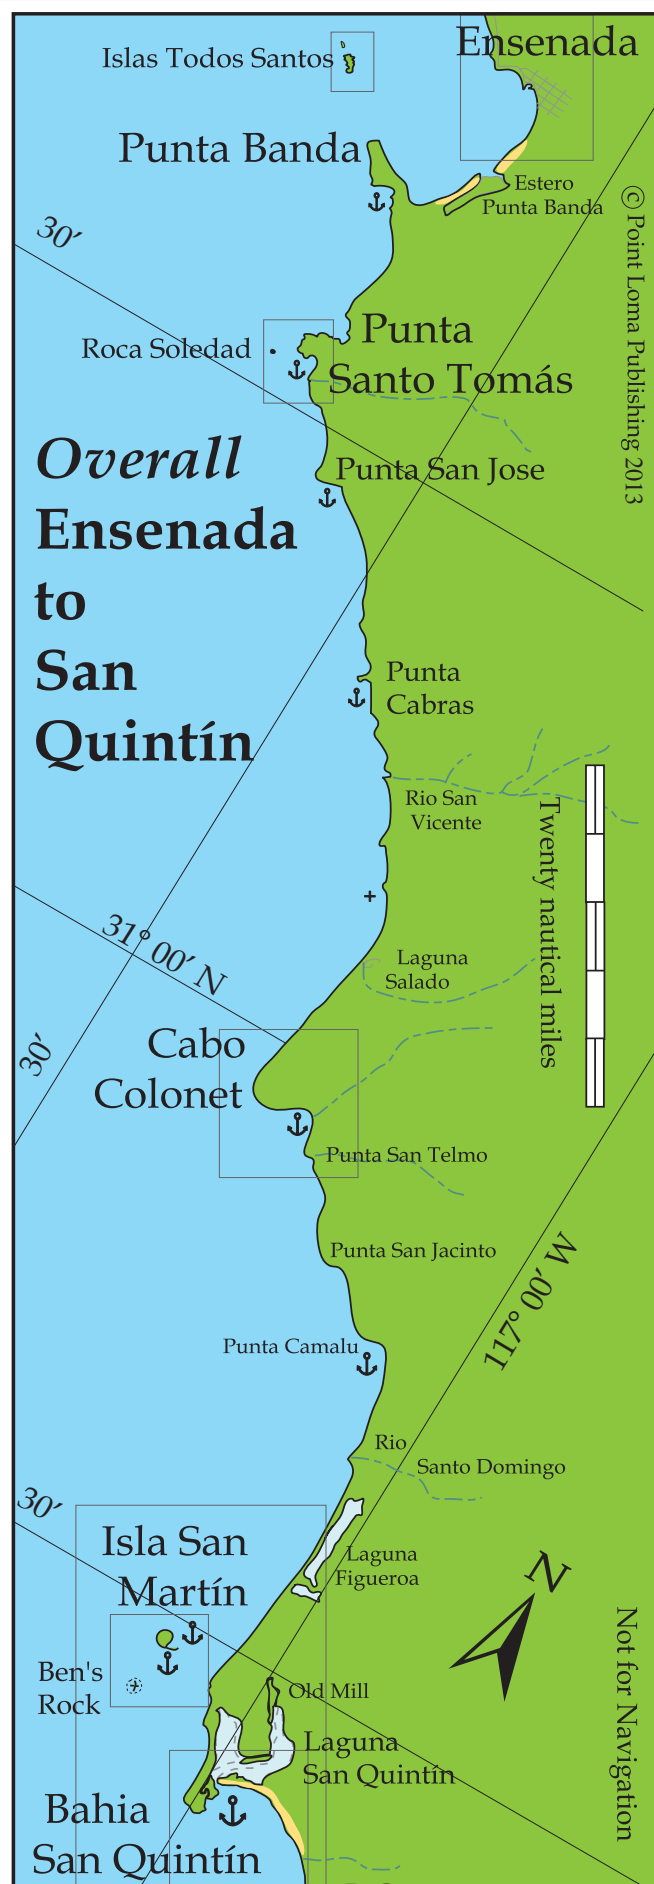 Ensenada
Islas Todos Santos
Punta Banda
Estero
Punta Banda
© Point Loma Publishing 2013
30′
Roca Soledad
Punta
Santo Tomás
Overall
Ensenada
to
San
Quintín
Punta San Jose
Punta
Cabras
Rio San
Vicente
Twenty nautical miles
31° 00′ N
Laguna
Salado
30′
Cabo
Colonet
Punta San Telmo
Punta San Jacinto
117° 00′ W
Punta Camalu
Rio
Santo Domingo
30′
Isla San
Martín
Laguna
Figueroa
N
Not for Navigation
Ben's
Rock
Old Mill
Laguna
San Quintín
Bahia
San Quintín